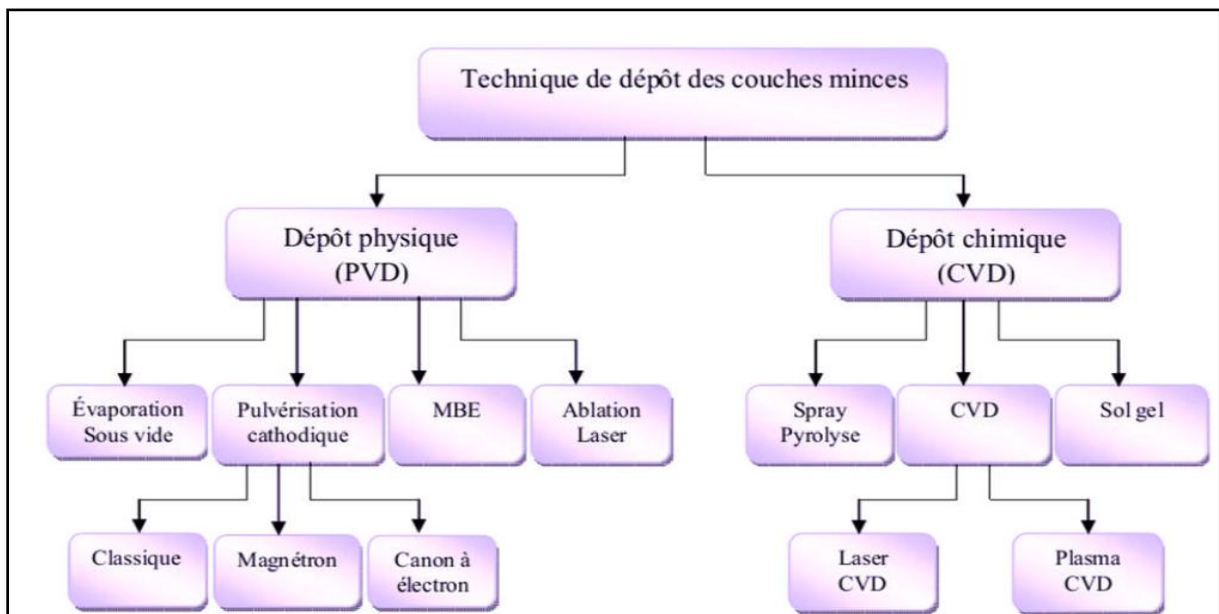 Technique de dépôt des couches minces
Dépôt physique
(PVD)
Dépôt chimique
(CVD)
Évaporation
Sous vide
Pulvérisation
cathodique
MBE
Ablation
Laser
Spray
Pyrolyse
CVD
Sol gel
Classique
Magnétron
Canon à
électron
Laser
CVD
Plasma
CVD